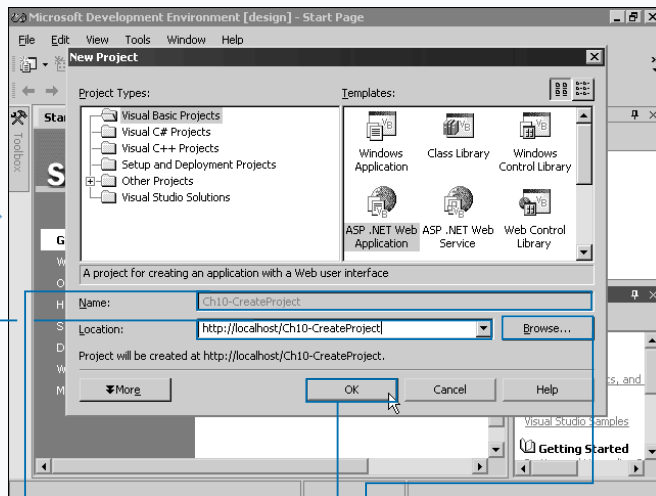 Microsoft Development Environment [design] - Start Page
File Edit View Tools Window Help
New Project
Project Types:
Templates:
Visual Basic Projects
Visual C# Projects
Visual C++ Projects
Setup and Deployment Projects
Other Projects
Visual Studio Solutions
Windows Application
Class Library
Windows Control Library
ASP .NET Web Application
ASP .NET Web Service
Web Control Library
A project for creating an application with a Web user interface
Name:
Ch10-CreateProject
Location:
http://localhost/Ch10-CreateProject
Browse...
Project will be created at http://localhost/Ch10-CreateProject.
More
OK
Cancel
Help
Toolbox
Visual Studio Samples
Getting Started